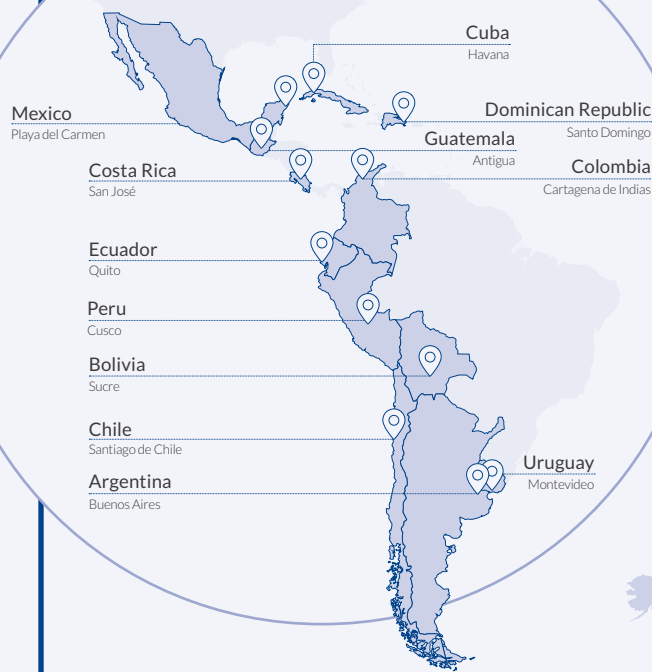 Cuba
Havana
Mexico
Playa del Carmen
Dominican Republic
Santo Domingo
Guatemala
Antigua
Costa Rica
San José
Colombia
Cartagena de Indias
Ecuador
Quito
Peru
Cusco
Bolivia
Sucre
Chile
Santiago de Chile
Uruguay
Montevideo
Argentina
Buenos Aires